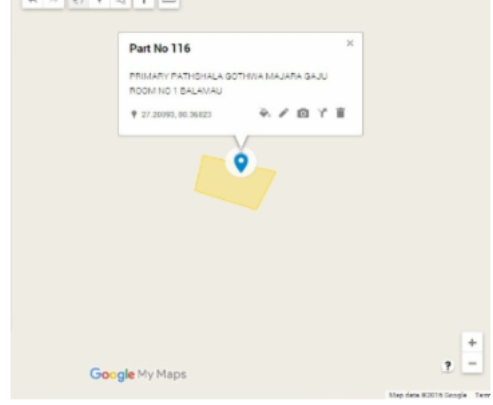 Part No 116
PRIMARY PATHSHALA GOTHWA MAJARA GAJU
ROOM NO 1 BALAMAU
27.20093, 80.36823
Google My Maps
?
Map data ©2016 Google Terr